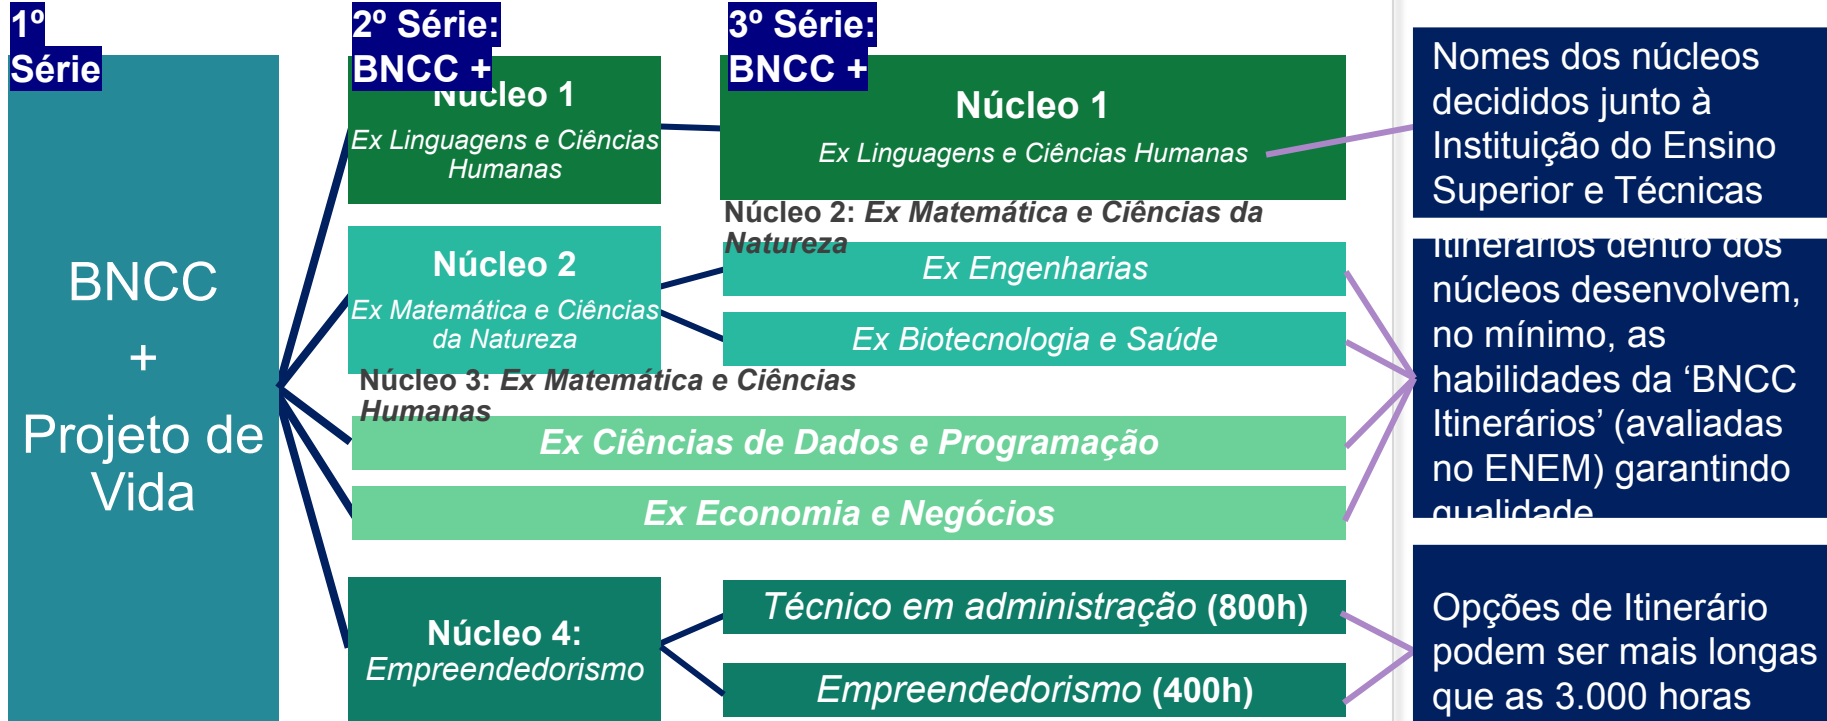 1º
Série
BNCC
+
Projeto de
Vida
2º Série:
BNCC +
Núcleo 1
Ex Linguagens e Ciências
Humanas
Núcleo 2
Ex Matemática e Ciências
da Natureza
3º Série:
BNCC +
Núcleo 1
Ex Linguagens e Ciências Humanas
Núcleo 2: Ex Matemática e Ciências da
Natureza
Ex Engenharias
Ex Biotecnologia e Saúde
Núcleo 3: Ex Matemática e Ciências
Humanas
Ex Ciências de Dados e Programação
Ex Economia e Negócios
Núcleo 4:
Empreendedorismo
Técnico em administração (800h)
Empreendedorismo (400h)
Nomes dos núcleos
decididos junto à
Instituição do Ensino
Superior e Técnicas
Itinerários dentro dos
núcleos desenvolvem,
no mínimo, as
habilidades da ‘BNCC
Itinerários’ (avaliadas
no ENEM) garantindo
qualidade
Opções de Itinerário
podem ser mais longas
que as 3.000 horas